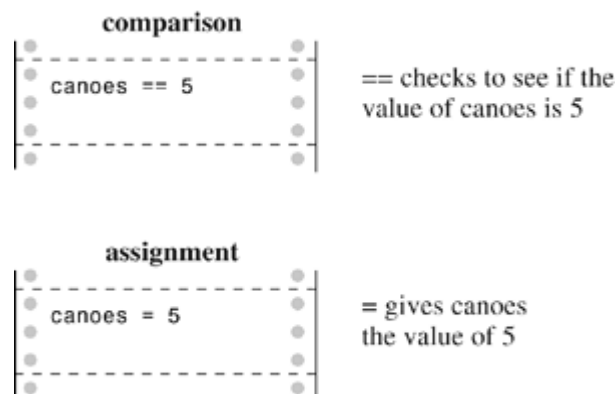 comparison
canoes == 5
== checks to see if the
value of canoes is 5
assignment
canoes = 5
= gives canoes
the value of 5